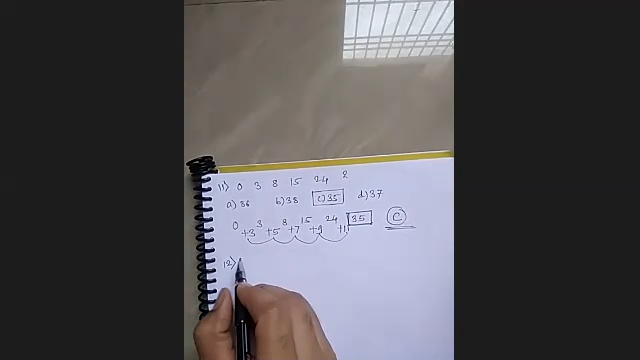 11) 0 3 8 15 24 2
a) 36 b) 38 c) 35 d) 37
0 3 8 15 24 35 C
+3 +5 +7 +9 +11
12)